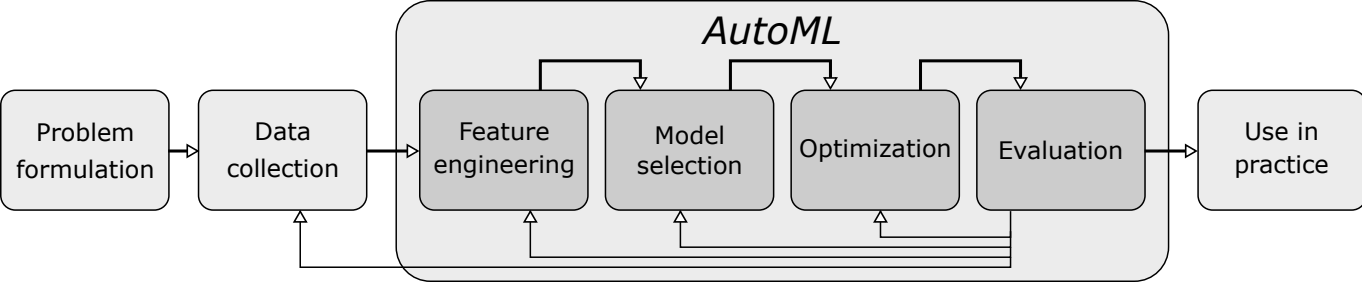 AutoML
Problem
formulation
Data
collection
Feature
engineering
Model
selection
Optimization
Evaluation
Use in
practice